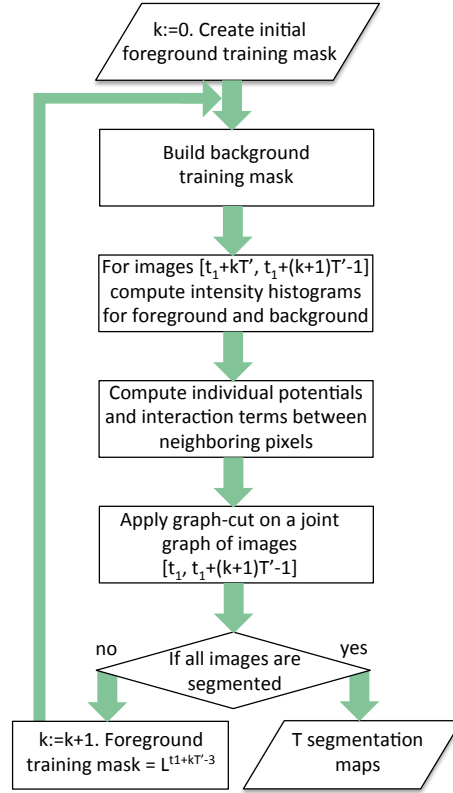 k:=0. Create initial
foreground training mask
Build background
training mask
For images [t₁+kT’, t₁+(k+1)T’-1]
compute intensity histograms
for foreground and background
Compute individual potentials
and interaction terms between
neighboring pixels
Apply graph-cut on a joint
graph of images
[t₁, t₁+(k+1)T’-1]
no
yes
If all images are
segmented
k:=k+1. Foreground
training mask = Lᵗ¹⁺ᵏᵀ’⁻³
T segmentation
maps